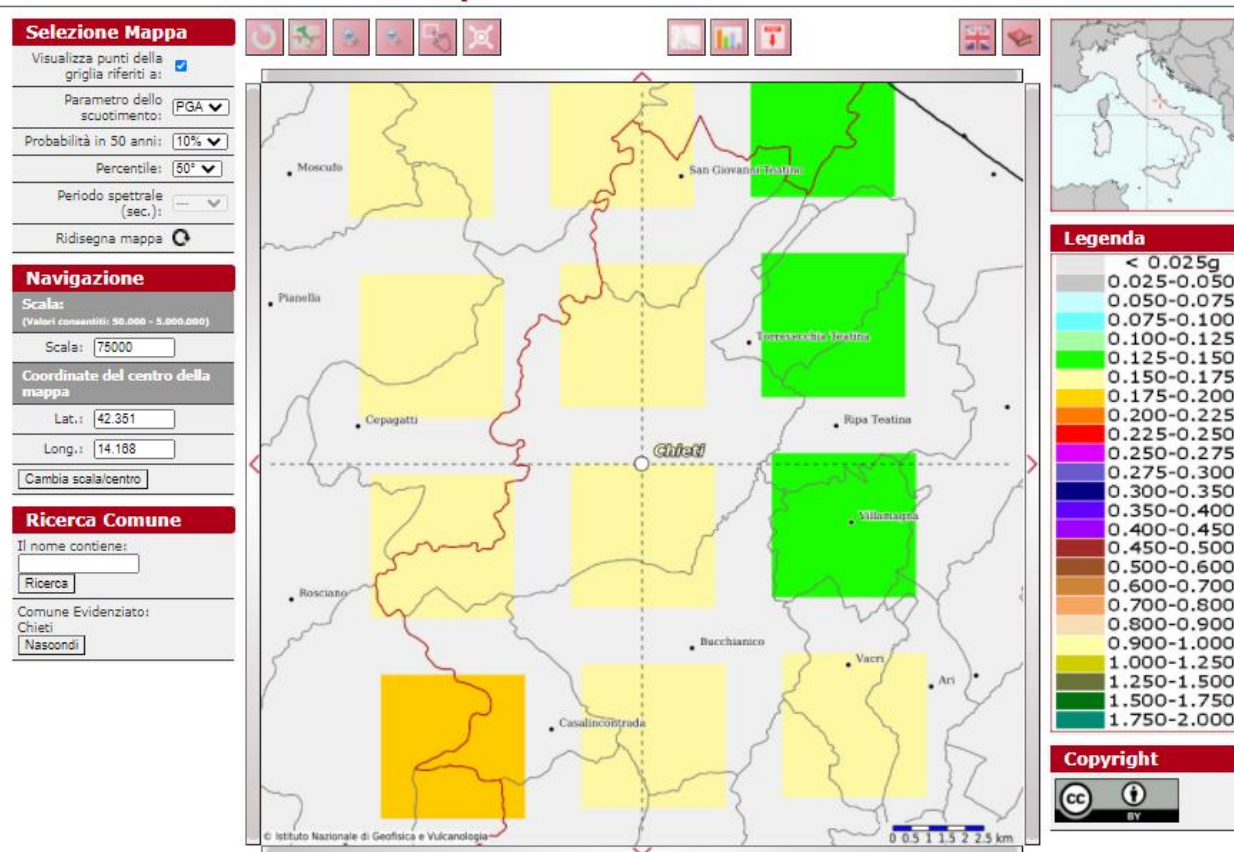 Selezione Mappa
Visualizza punti della
griglia riferiti a:
Parametro dello
scuotimento:
PGA
Probabilità in 50 anni:
10%
Percentile:
50°
Periodo spettrale
(sec.):
---
Ridisegna mappa
Navigazione
Scala:
(Valori consentiti: 50.000 - 5.000.000)
Scala:
75000
Coordinate del centro della
mappa
Lat.:
42.351
Long.:
14.168
Cambia scala/centro
Ricerca Comune
Il nome contiene:
Ricerca
Comune Evidenziato:
Chieti
Nascondi
Moscufo
San Giovanni Teatino
Pianella
Torrevecchia Teatina
Cepagatti
Ripa Teatina
Chieti
Villamagna
Rosciano
Bucchianico
Vacri
Ari
Casalincontrada
© Istituto Nazionale di Geofisica e Vulcanologia
0 0.5 1 1.5 2 2.5 km
Legenda
< 0.025g
0.025-0.050
0.050-0.075
0.075-0.100
0.100-0.125
0.125-0.150
0.150-0.175
0.175-0.200
0.200-0.225
0.225-0.250
0.250-0.275
0.275-0.300
0.300-0.350
0.350-0.400
0.400-0.450
0.450-0.500
0.500-0.600
0.600-0.700
0.700-0.800
0.800-0.900
0.900-1.000
1.000-1.250
1.250-1.500
1.500-1.750
1.750-2.000
Copyright
cc
BY